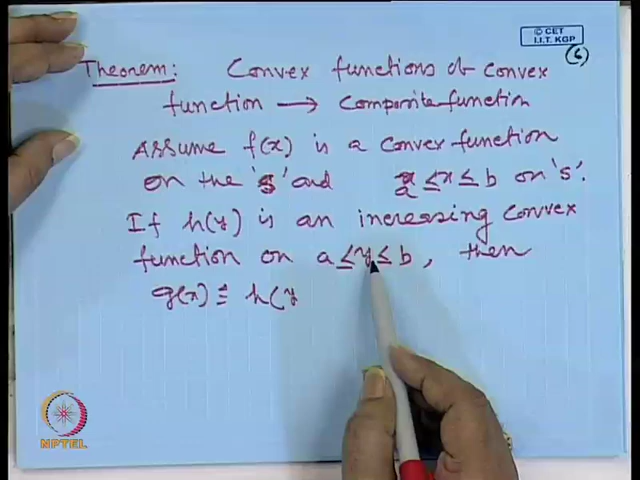 © CET
I.I.T. KGP
6
Theorem: Convex functions of convex
function → Composite function
Assume f(x) is a convex function
on the 'S' and a ≤ x ≤ b on 'S'.
If h(y) is an increasing convex
function on a ≤ y ≤ b, then
g(x) ≜ h(y
NPTEL